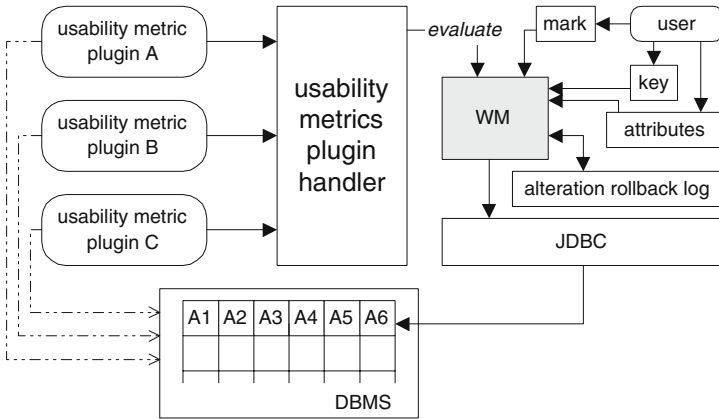 usability metric
plugin A
usability metric
plugin B
usability metric
plugin C
usability
metrics
plugin
handler
evaluate
mark
user
key
WM
attributes
alteration rollback log
JDBC
A1 A2 A3 A4 A5 A6
DBMS